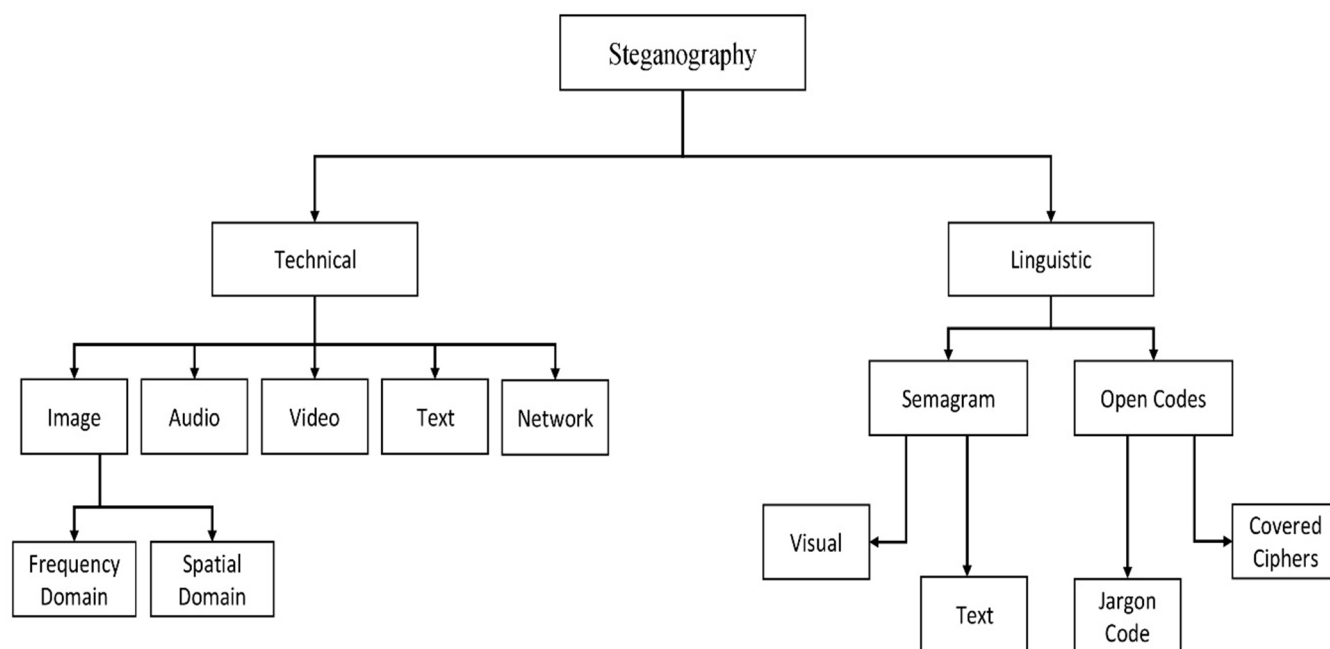 Steganography
Technical
Linguistic
Image
Audio
Video
Text
Network
Semagram
Open Codes
Frequency
Domain
Spatial
Domain
Visual
Text
Jargon
Code
Covered
Ciphers